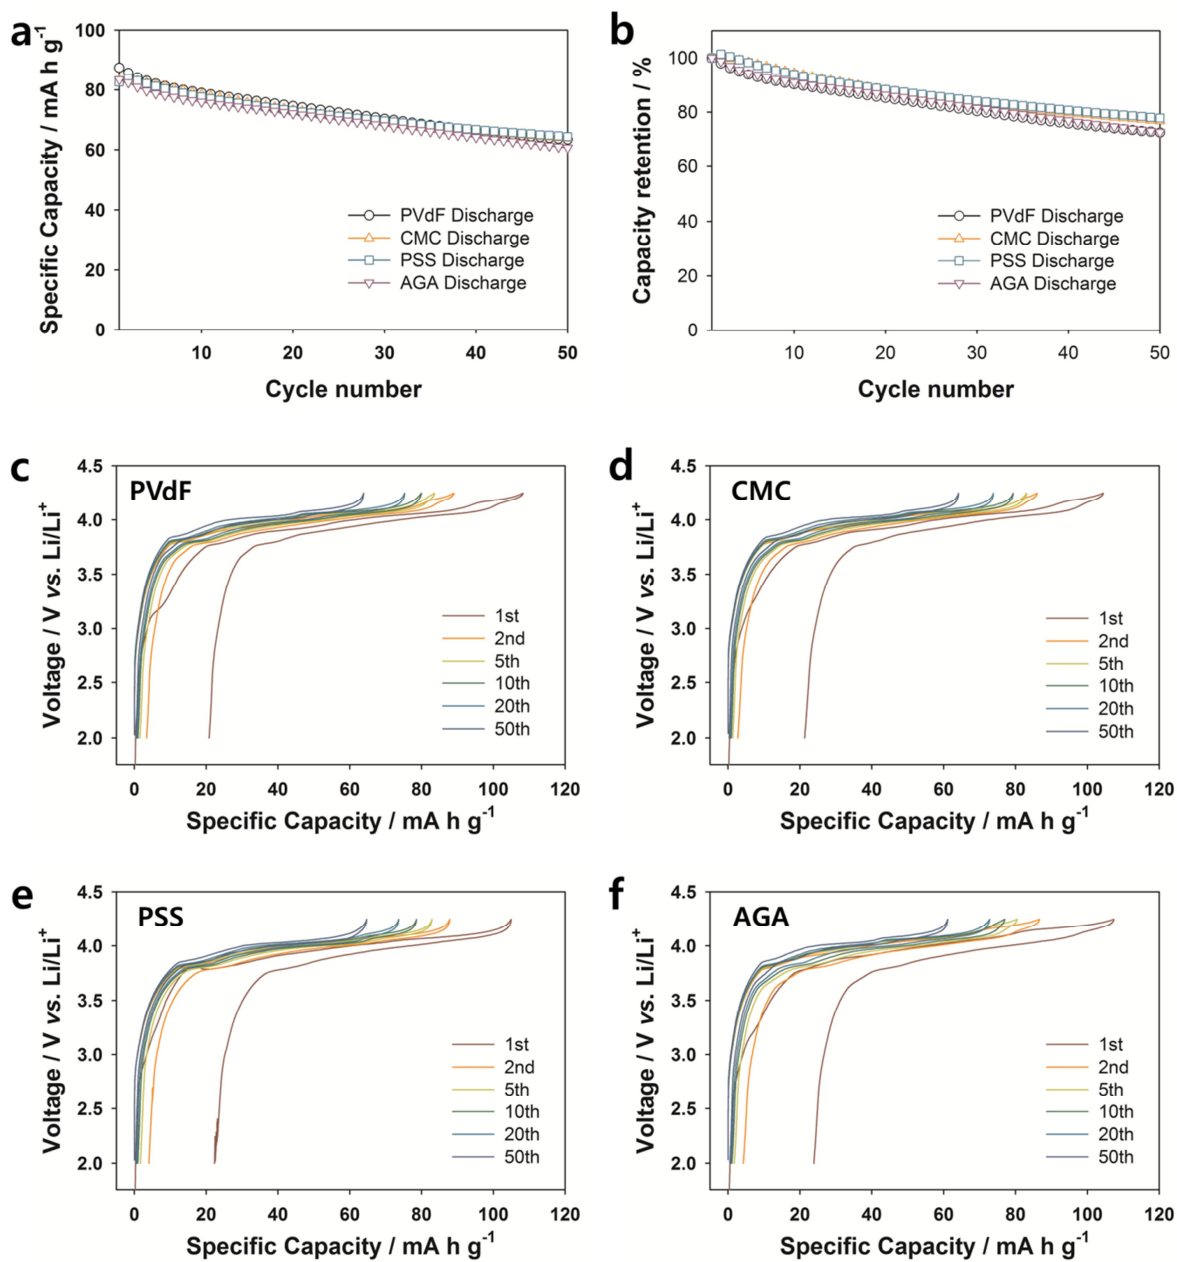 a
100
80
60
40
20
0
Specific Capacity / mA h g-1
10 20 30 40 50
Cycle number
PVdF Discharge
CMC Discharge
PSS Discharge
AGA Discharge
b
100
80
60
40
20
0
Capacity retention / %
10 20 30 40 50
Cycle number
PVdF Discharge
CMC Discharge
PSS Discharge
AGA Discharge
c
PVdF
4.5
4.0
3.5
3.0
2.5
2.0
Voltage / V vs. Li/Li+
1st
2nd
5th
10th
20th
50th
0 20 40 60 80 100 120
Specific Capacity / mA h g-1
d
CMC
4.5
4.0
3.5
3.0
2.5
2.0
Voltage / V vs. Li/Li+
1st
2nd
5th
10th
20th
50th
0 20 40 60 80 100 120
Specific Capacity / mA h g-1
e
PSS
4.5
4.0
3.5
3.0
2.5
2.0
Voltage / V vs. Li/Li+
1st
2nd
5th
10th
20th
50th
0 20 40 60 80 100 120
Specific Capacity / mA h g-1
f
AGA
4.5
4.0
3.5
3.0
2.5
2.0
Voltage / V vs. Li/Li+
1st
2nd
5th
10th
20th
50th
0 20 40 60 80 100 120
Specific Capacity / mA h g-1